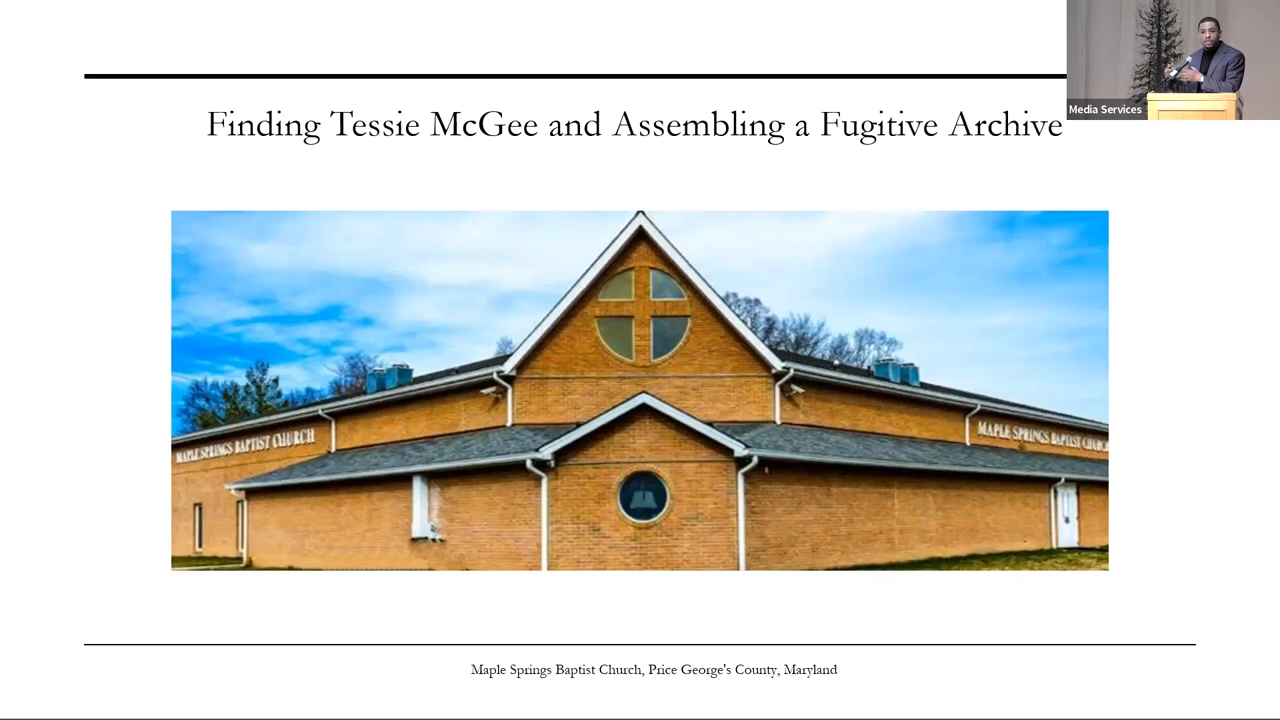 Finding Tessie McGee and Assembling a Fugitive Archive
Media Services
MAPLE SPRINGS BAPTIST CHURCH
MAPLE SPRINGS BAPTIST CHURCH
Maple Springs Baptist Church, Price George's County, Maryland